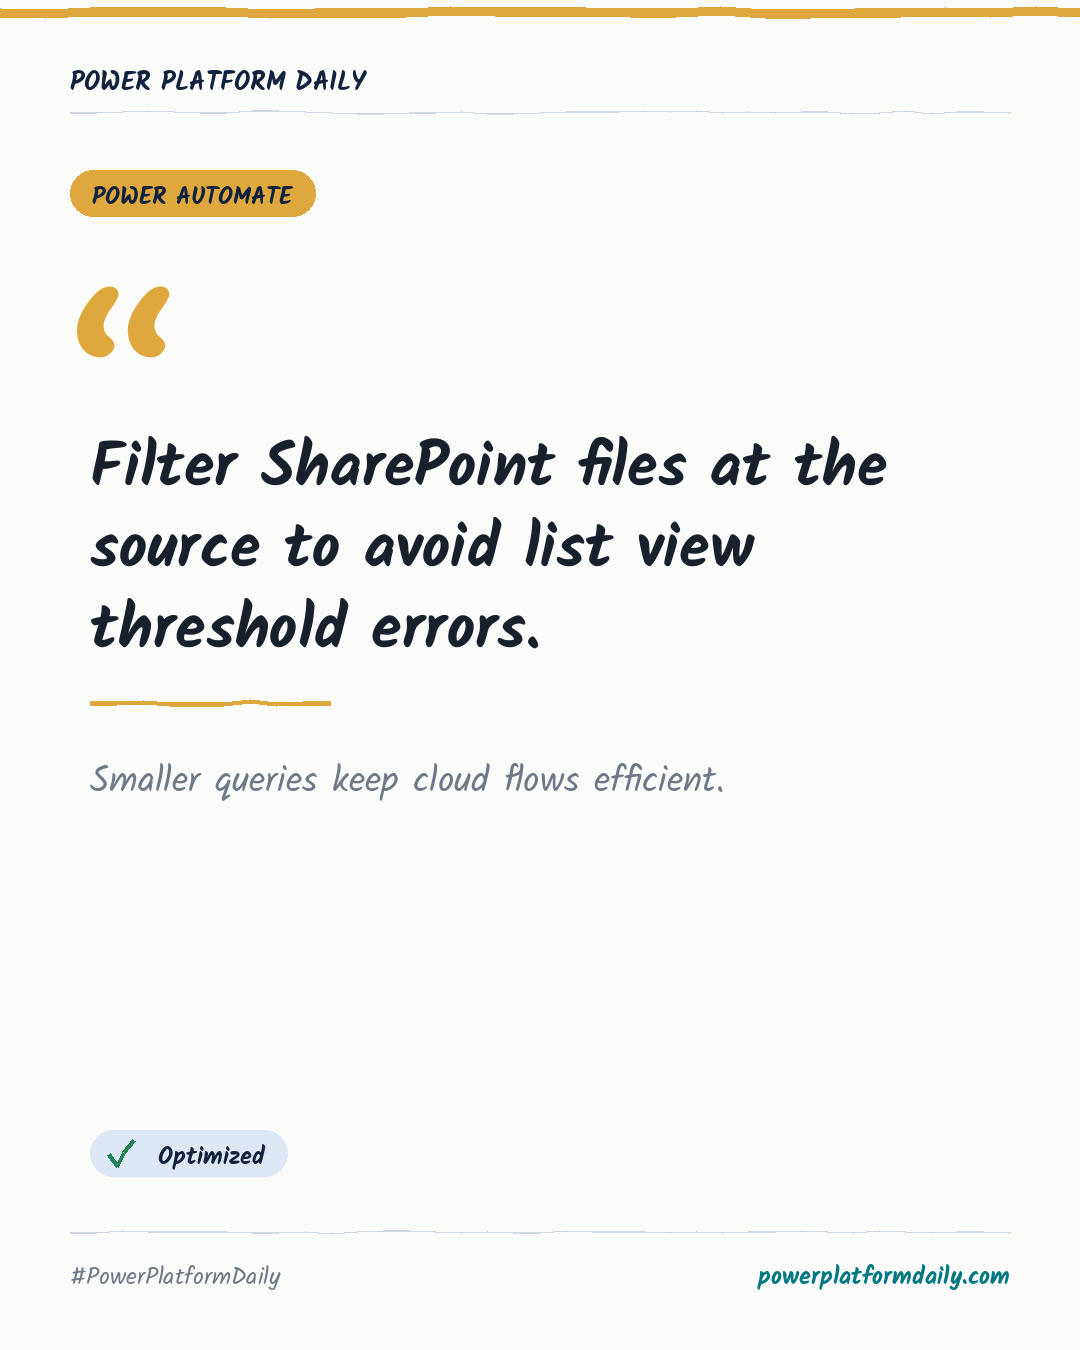 POWER PLATFORM DAILY
POWER AUTOMATE
“
Filter SharePoint files at the
source to avoid list view
threshold errors.
Smaller queries keep cloud flows efficient.
✓ Optimized
#PowerPlatformDaily
powerplatformdaily.com